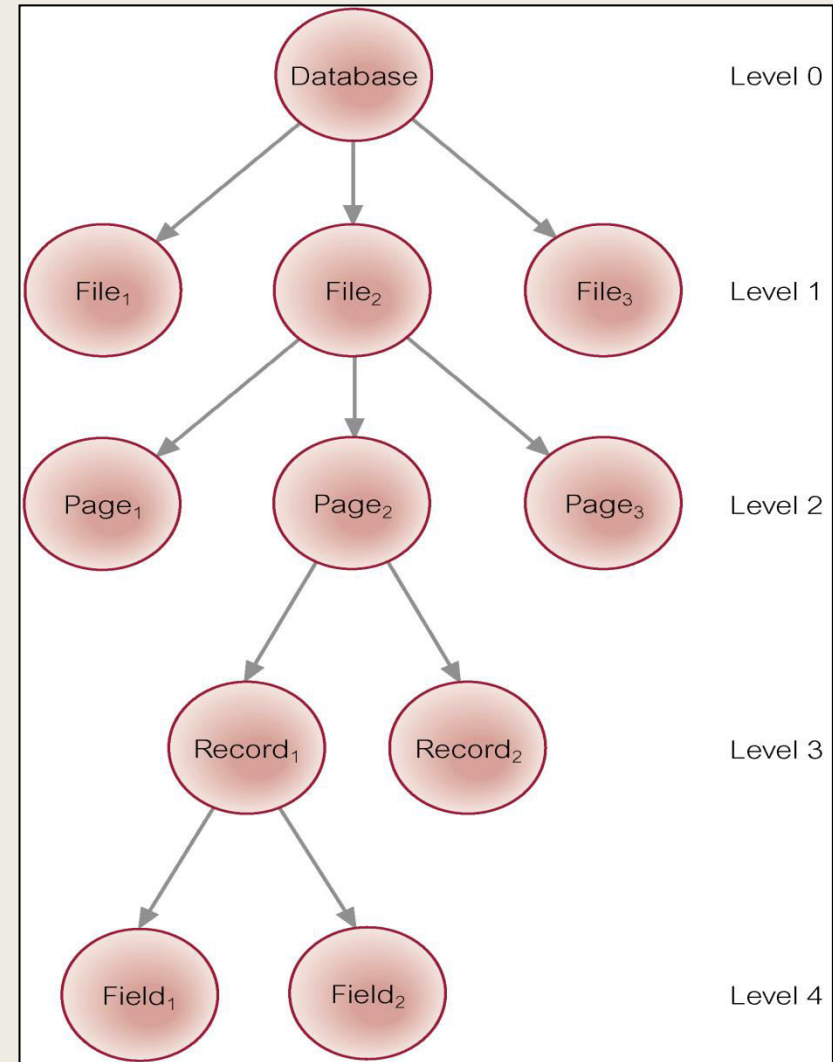 Database Level 0
File₁ File₂ File₃ Level 1
Page₁ Page₂ Page₃ Level 2
Record₁ Record₂ Level 3
Field₁ Field₂ Level 4